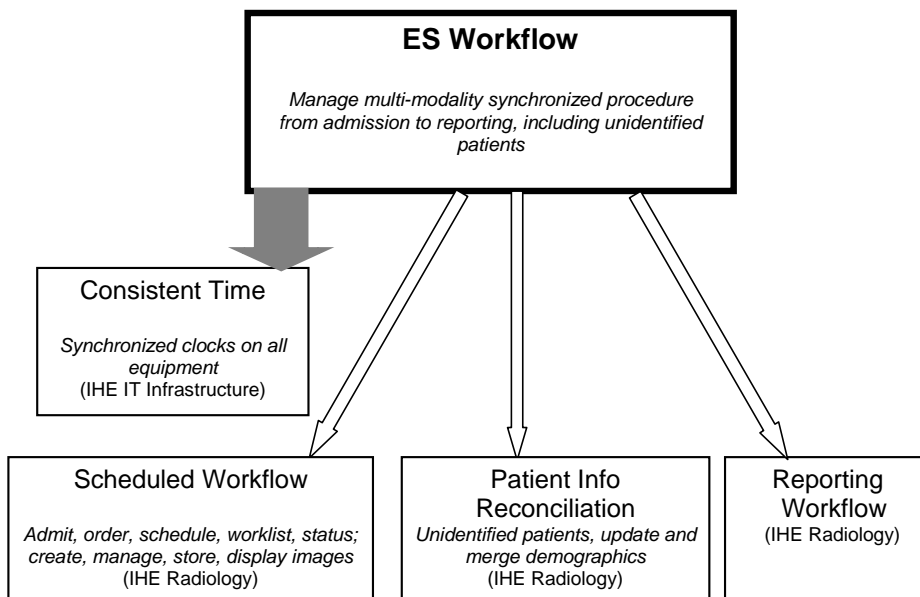 ES Workflow
Manage multi-modality synchronized procedure
from admission to reporting, including unidentified
patients
Consistent Time
Synchronized clocks on all
equipment
(IHE IT Infrastructure)
Scheduled Workflow
Admit, order, schedule, worklist, status;
create, manage, store, display images
(IHE Radiology)
Patient Info
Reconciliation
Unidentified patients, update and
merge demographics
(IHE Radiology)
Reporting
Workflow
(IHE Radiology)